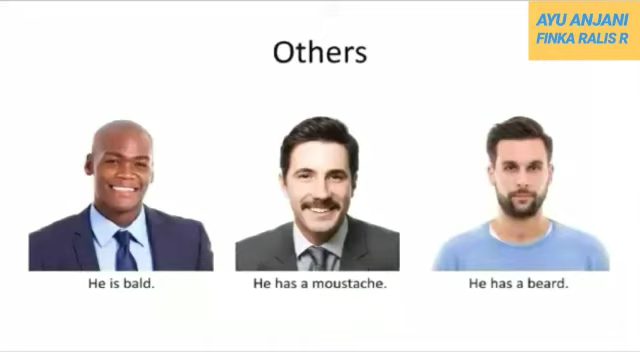 AYU ANJANI
FINKA RALIS R
Others
He is bald.
He has a moustache.
He has a beard.